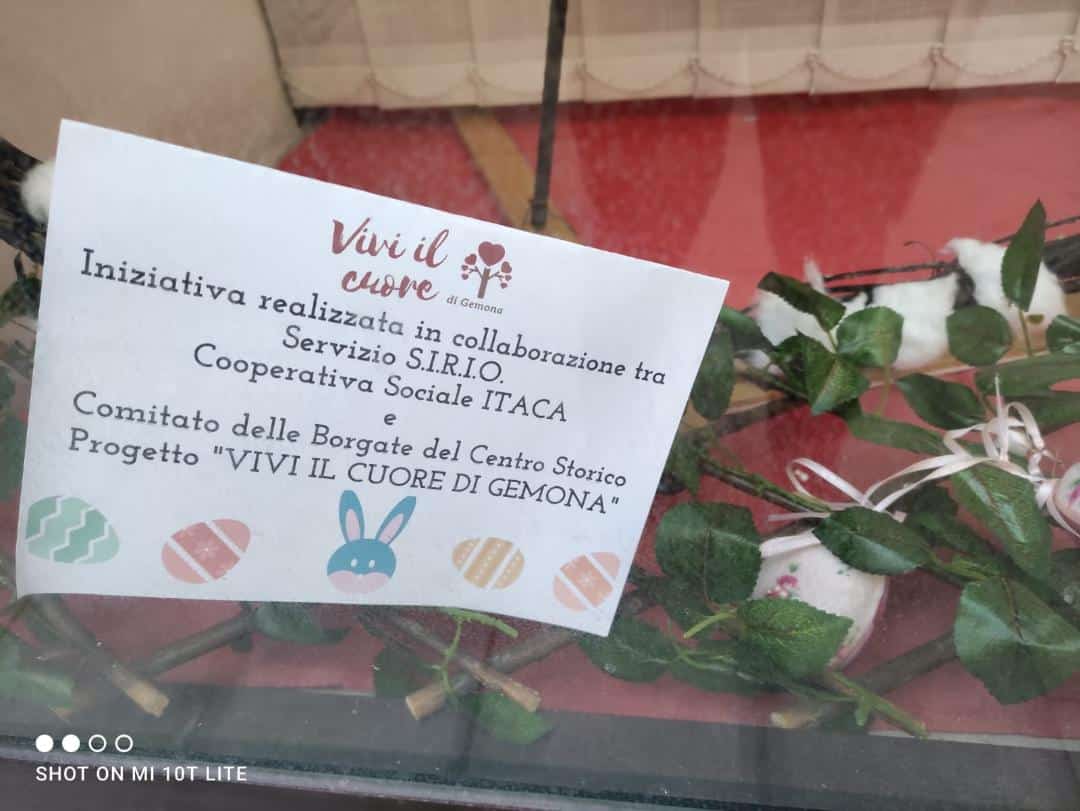 Vivi il
cuore
di Gemona
Iniziativa realizzata in collaborazione tra
Servizio S.I.R.I.O.
Cooperativa Sociale ITACA
e
Comitato delle Borgate del Centro Storico
Progetto "VIVI IL CUORE DI GEMONA"
SHOT ON MI 10T LITE